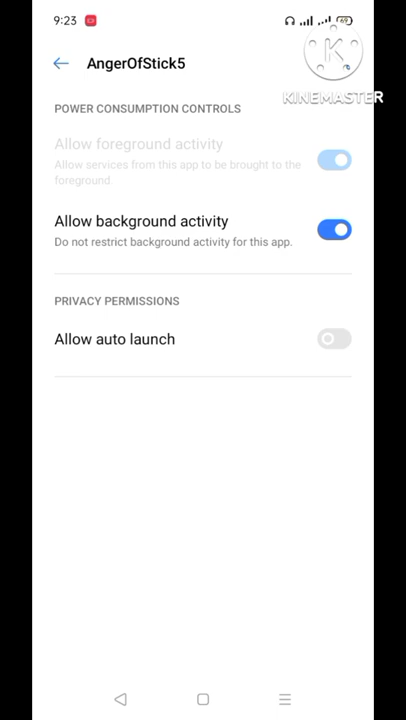 9:23
69
K
KINEMASTER
AngerOfStick5
POWER CONSUMPTION CONTROLS
Allow foreground activity
Allow services from this app to be brought to the
foreground.
Allow background activity
Do not restrict background activity for this app.
PRIVACY PERMISSIONS
Allow auto launch